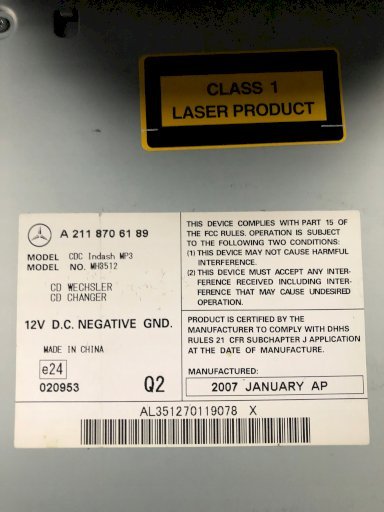 CLASS 1
LASER PRODUCT
A 211 870 61 89
MODEL CDC Indash MP3
MODEL NO. MH3512
CD WECHSLER
CD CHANGER
12V D.C. NEGATIVE GND.
MADE IN CHINA
e24
020953 Q2
THIS DEVICE COMPLIES WITH PART 15 OF
THE FCC RULES. OPERATION IS SUBJECT
TO THE FOLLOWING TWO CONDITIONS:
(1) THIS DEVICE MAY NOT CAUSE HARMFUL
INTERFERENCE.
(2) THIS DEVICE MUST ACCEPT ANY INTER-
FERENCE RECEIVED INCLUDING INTER-
FERENCE THAT MAY CAUSE UNDESIRED
OPERATION.
PRODUCT IS CERTIFIED BY THE
MANUFACTURER TO COMPLY WITH DHHS
RULES 21 CFR SUBCHAPTER J APPLICATION
AT THE DATE OF MANUFACTURE.
MANUFACTURED:
2007 JANUARY AP
AL351270119078 X